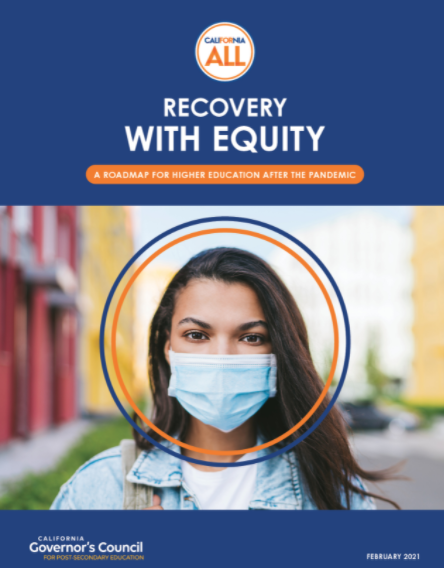 CALIFORNIA
ALL
RECOVERY
WITH EQUITY
A ROADMAP FOR HIGHER EDUCATION AFTER THE PANDEMIC
CALIFORNIA
Governor's Council
FOR POST-SECONDARY EDUCATION
FEBRUARY 2021